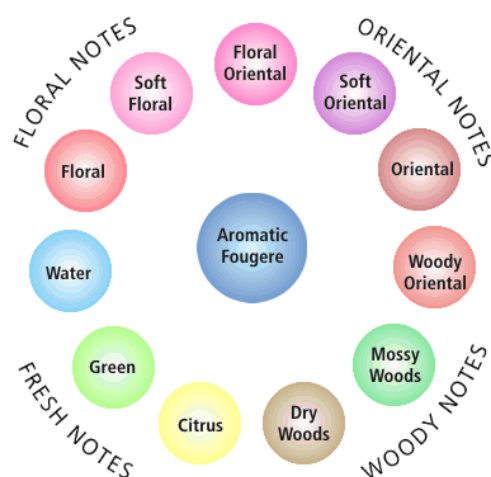 FLORAL NOTES
ORIENTAL NOTES
Floral
Oriental
Soft
Floral
Soft
Oriental
Floral
Oriental
Aromatic
Fougere
Water
Woody
Oriental
Green
Mossy
Woods
Citrus
Dry
Woods
FRESH NOTES
WOODY NOTES